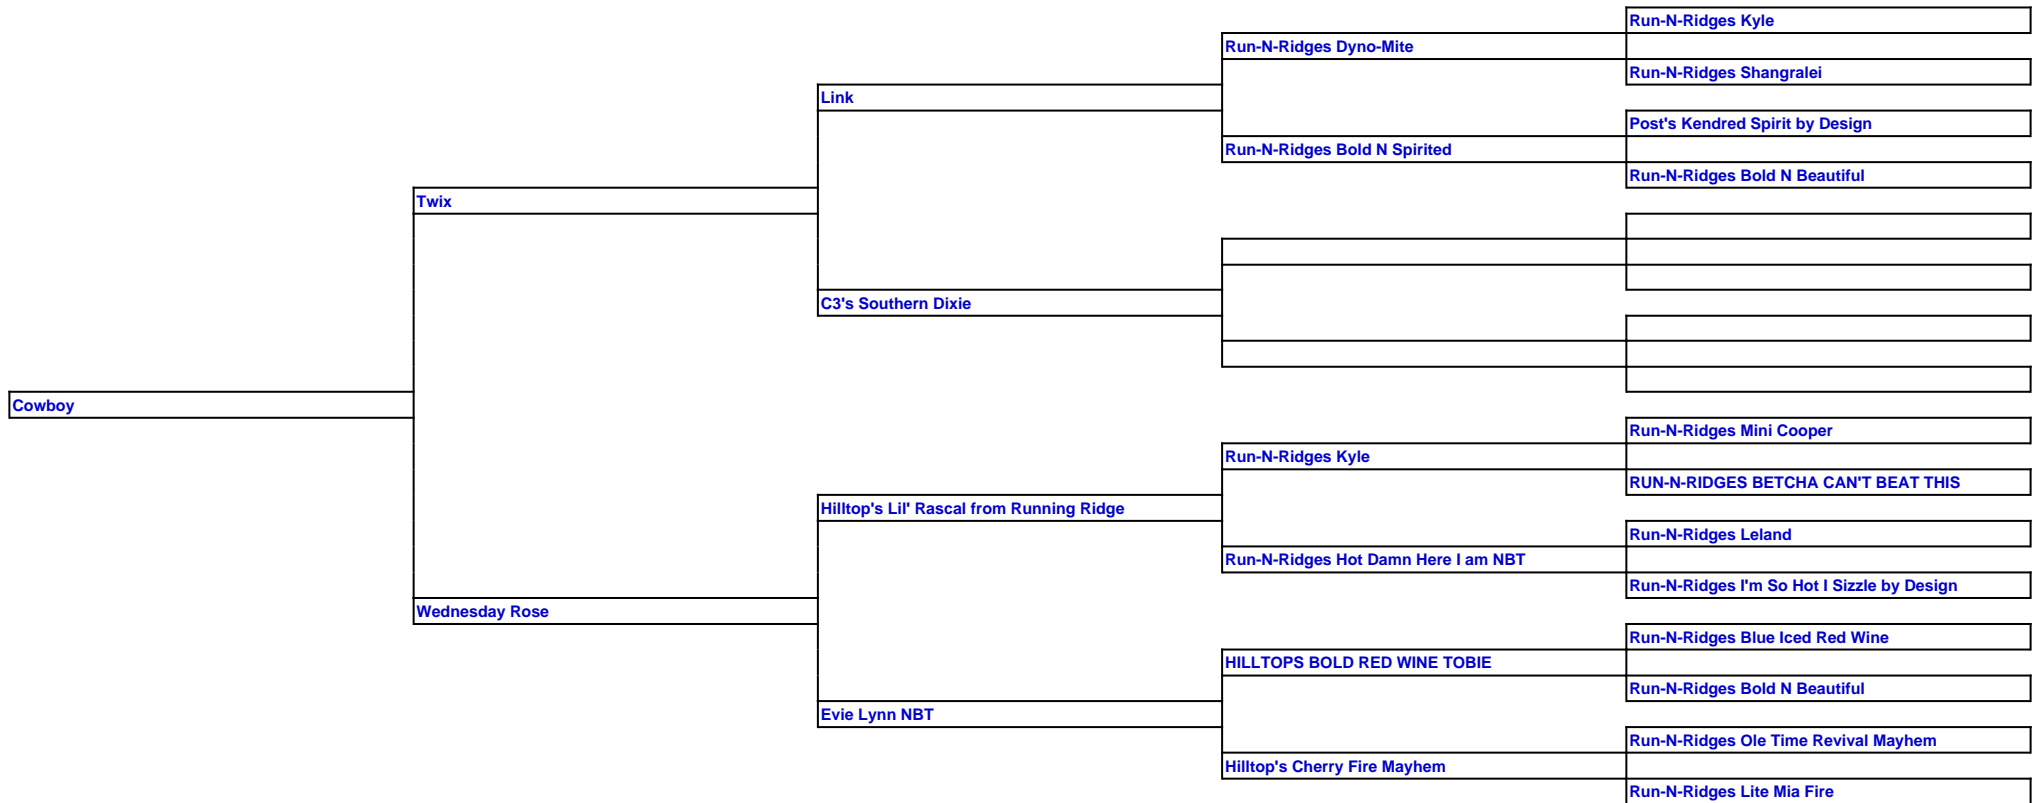 Run-N-Ridges Kyle
Run-N-Ridges Dyno-Mite
Run-N-Ridges Shangralei
Link
Post's Kendred Spirit by Design
Run-N-Ridges Bold N Spirited
Run-N-Ridges Bold N Beautiful
Twix
C3's Southern Dixie
Cowboy
Run-N-Ridges Mini Cooper
Run-N-Ridges Kyle
RUN-N-RIDGES BETCHA CAN'T BEAT THIS
Hilltop's Lil' Rascal from Running Ridge
Run-N-Ridges Leland
Run-N-Ridges Hot Damn Here I am NBT
Run-N-Ridges I'm So Hot I Sizzle by Design
Wednesday Rose
Run-N-Ridges Blue Iced Red Wine
HILLTOPS BOLD RED WINE TOBIE
Run-N-Ridges Bold N Beautiful
Evie Lynn NBT
Run-N-Ridges Ole Time Revival Mayhem
Hilltop's Cherry Fire Mayhem
Run-N-Ridges Lite Mia Fire